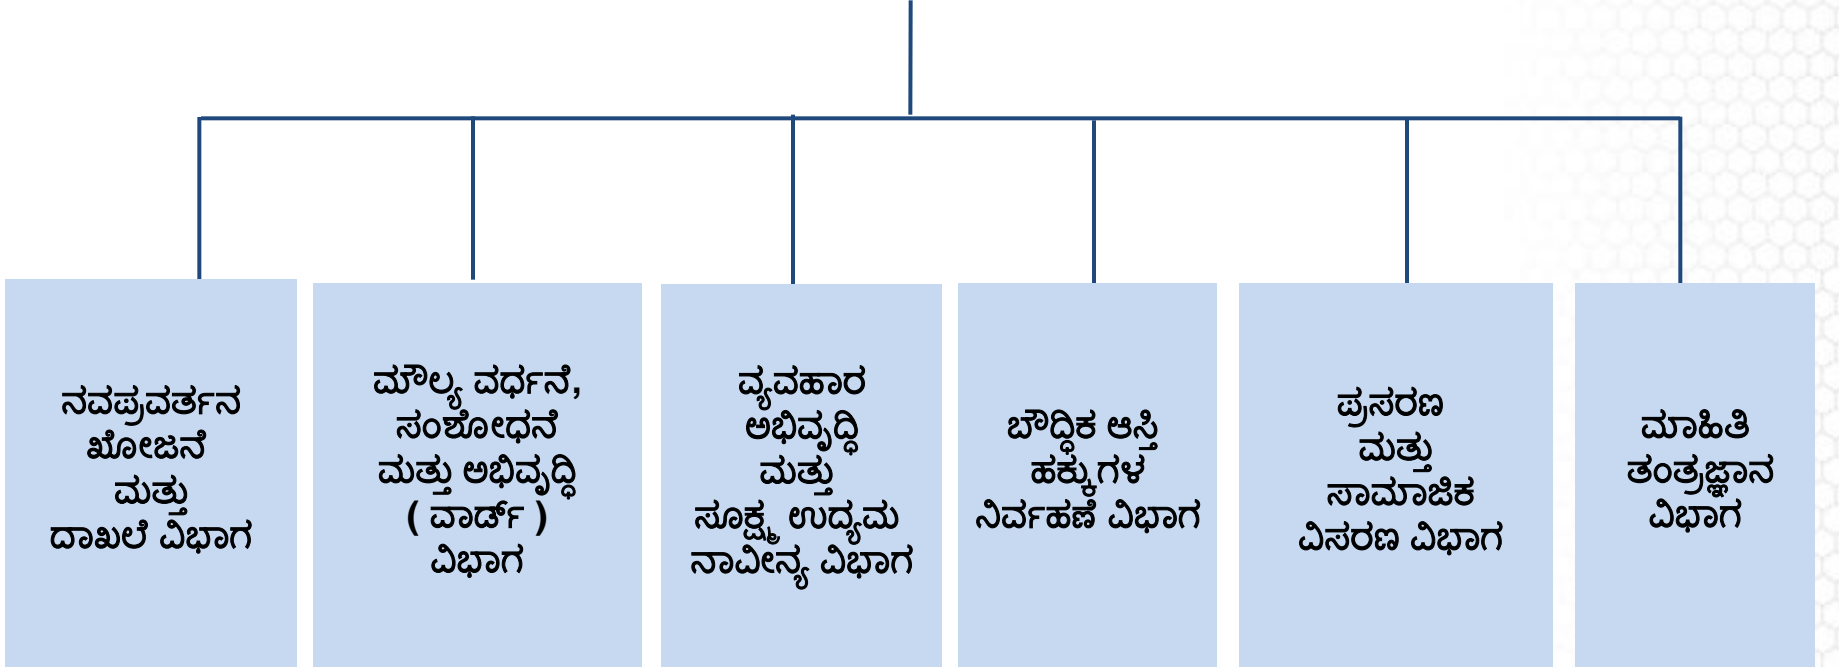 ನವಪ್ರವರ್ತನ
ಖೋಜನೆ
ಮತ್ತು
ದಾಖಲೆ ವಿಭಾಗ
ಮೌಲ್ಯ ವರ್ಧನೆ,
ಸಂಶೋಧನೆ
ಮತ್ತು ಅಭಿವೃದ್ಧಿ
( ವಾರ್ಡ್ )
ವಿಭಾಗ
ವ್ಯವಹಾರ
ಅಭಿವೃದ್ಧಿ
ಮತ್ತು
ಸೂಕ್ಷ್ಮ ಉದ್ಯಮ
ನಾವೀನ್ಯ ವಿಭಾಗ
ಬೌದ್ಧಿಕ ಆಸ್ತಿ
ಹಕ್ಕುಗಳ
ನಿರ್ವಹಣೆ ವಿಭಾಗ
ಪ್ರಸರಣ
ಮತ್ತು
ಸಾಮಾಜಿಕ
ವಿಸರಣ ವಿಭಾಗ
ಮಾಹಿತಿ
ತಂತ್ರಜ್ಞಾನ
ವಿಭಾಗ